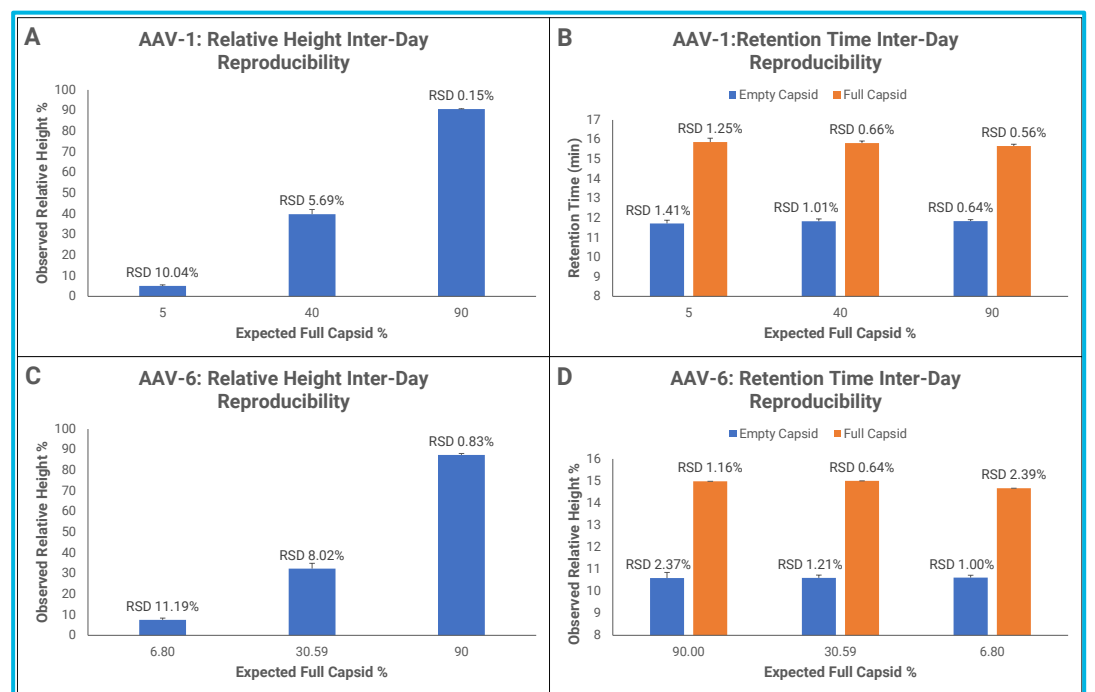 A
AAV-1: Relative Height Inter-Day
Reproducibility
Observed Relative Height %
100
90
80
70
60
50
40
30
20
10
0
RSD 10.04%
RSD 5.69%
RSD 0.15%
5
40
90
Expected Full Capsid %
B
AAV-1:Retention Time Inter-Day
Reproducibility
Empty Capsid
Full Capsid
Retention Time (min)
17
16
15
14
13
12
11
10
9
8
RSD 1.41%
RSD 1.25%
RSD 1.01%
RSD 0.66%
RSD 0.64%
RSD 0.56%
5
40
90
Expected Full Capsid %
C
AAV-6: Relative Height Inter-Day
Reproducibility
Observed Relative Height %
100
90
80
70
60
50
40
30
20
10
0
RSD 11.19%
RSD 8.02%
RSD 0.83%
6.80
30.59
90
Expected Full Capsid %
D
AAV-6: Retention Time Inter-Day
Reproducibility
Empty Capsid
Full Capsid
Observed Relative Height %
16
15
14
13
12
11
10
9
8
RSD 2.37%
RSD 1.16%
RSD 1.21%
RSD 0.64%
RSD 1.00%
RSD 2.39%
90.00
30.59
6.80
Expected Full Capsid %